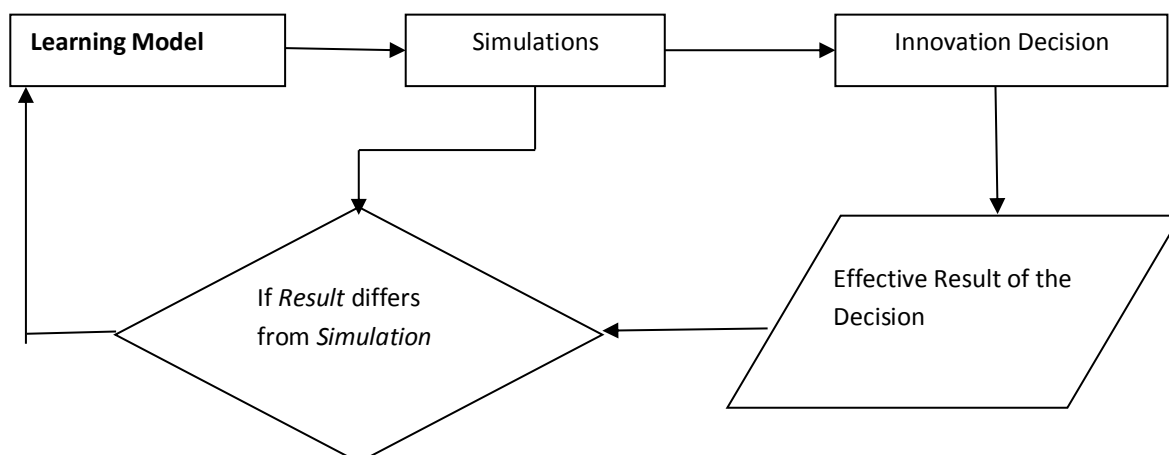 Learning Model
Simulations
Innovation Decision
If Result differs
from Simulation
Effective Result of the
Decision